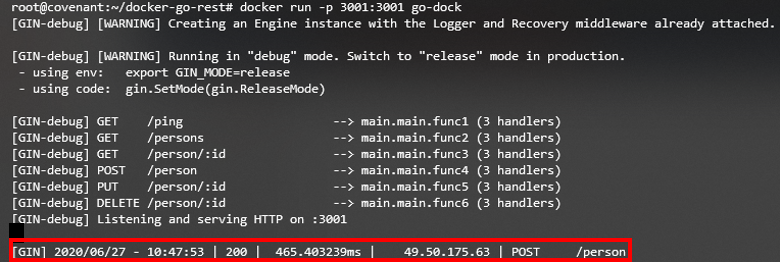 root@covenant:~/docker-go-rest# docker run -p 3001:3001 go-dock
[GIN-debug] [WARNING] Creating an Engine instance with the Logger and Recovery middleware already attached.
[GIN-debug] [WARNING] Running in "debug" mode. Switch to "release" mode in production.
 - using env:   export GIN_MODE=release
 - using code:  gin.SetMode(gin.ReleaseMode)
[GIN-debug] GET    /ping                     --> main.main.func1 (3 handlers)
[GIN-debug] GET    /persons                  --> main.main.func2 (3 handlers)
[GIN-debug] GET    /person/:id               --> main.main.func3 (3 handlers)
[GIN-debug] POST   /person                   --> main.main.func4 (3 handlers)
[GIN-debug] PUT    /person/:id               --> main.main.func5 (3 handlers)
[GIN-debug] DELETE /person/:id               --> main.main.func6 (3 handlers)
[GIN-debug] Listening and serving HTTP on :3001
[GIN] 2020/06/27 - 10:47:53 | 200 |  465.403239ms |    49.50.175.63 | POST     /person